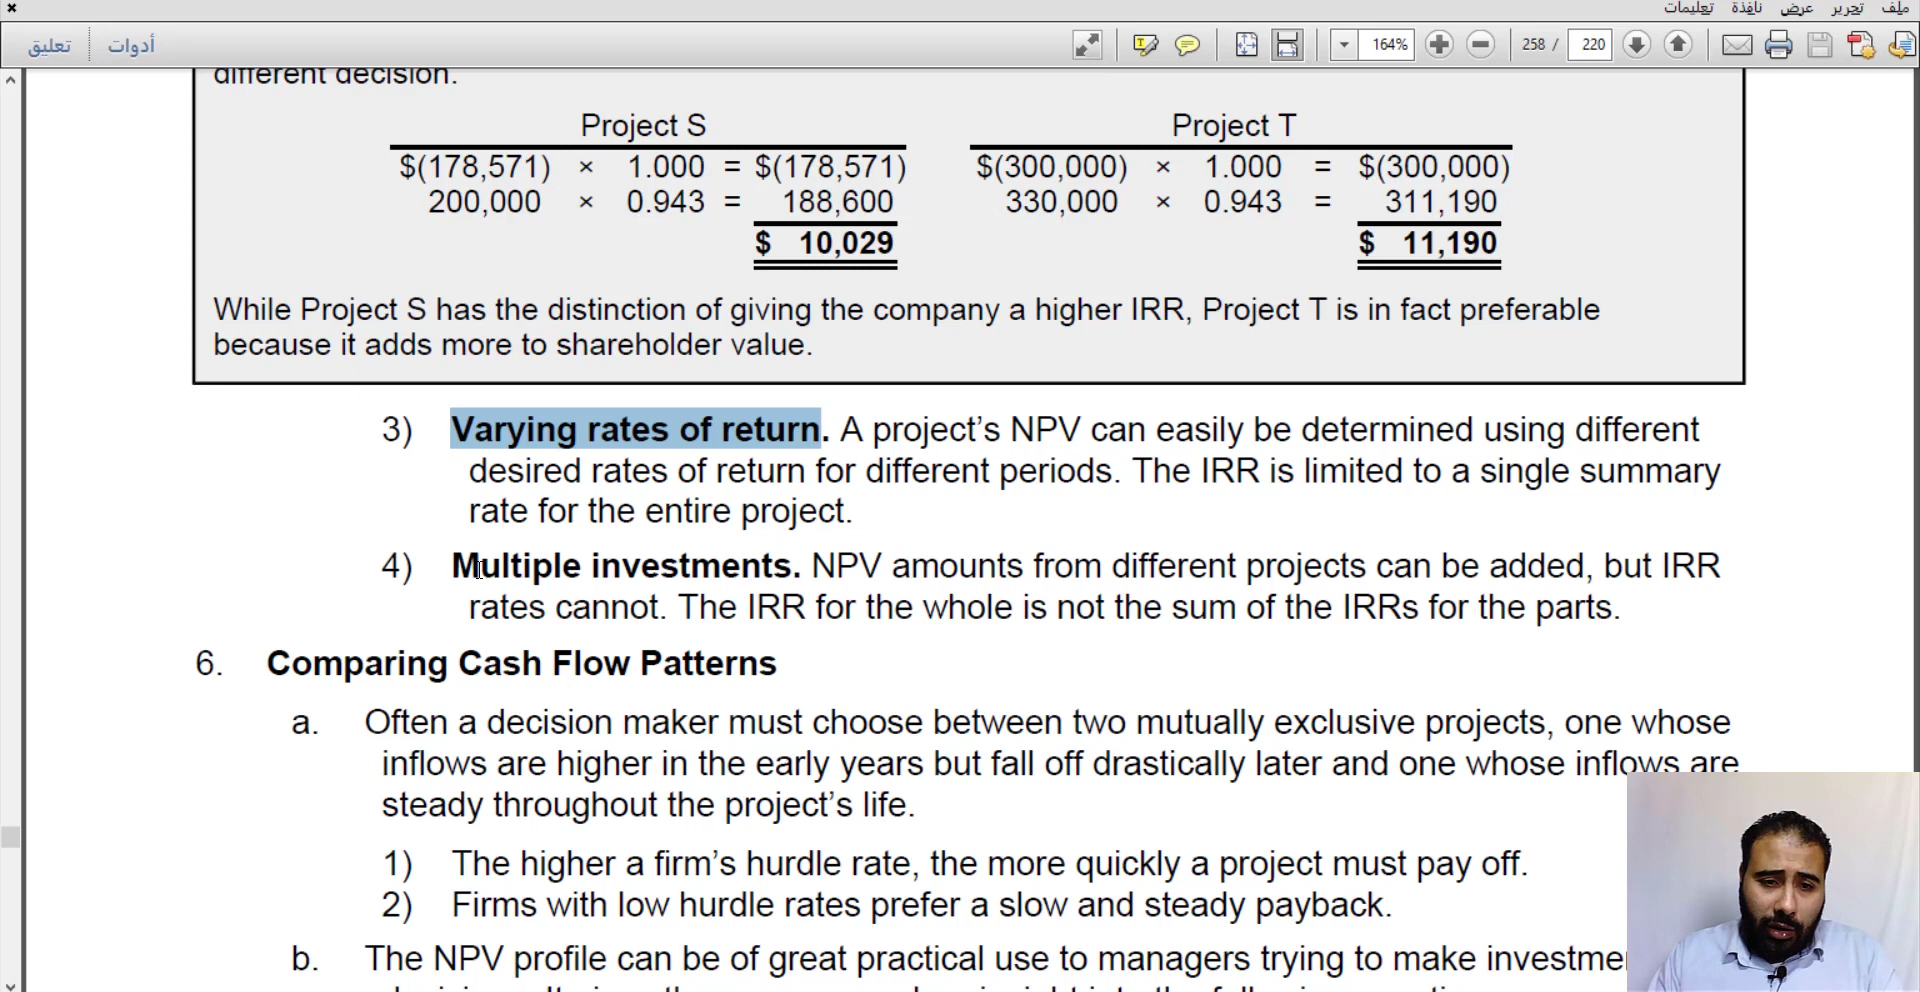 ملف تحرير عرض نافذة تعليمات
أدوات تعليق
164% 258 / 220
different decision.
Project S Project T
$(178,571) × 1.000 = $(178,571) $(300,000) × 1.000 = $(300,000)
200,000 × 0.943 = 188,600 330,000 × 0.943 = 311,190
$ 10,029 $ 11,190
While Project S has the distinction of giving the company a higher IRR, Project T is in fact preferable
because it adds more to shareholder value.
3) Varying rates of return. A project’s NPV can easily be determined using different
desired rates of return for different periods. The IRR is limited to a single summary
rate for the entire project.
4) Multiple investments. NPV amounts from different projects can be added, but IRR
rates cannot. The IRR for the whole is not the sum of the IRRs for the parts.
6. Comparing Cash Flow Patterns
a. Often a decision maker must choose between two mutually exclusive projects, one whose
inflows are higher in the early years but fall off drastically later and one whose inflows are
steady throughout the project’s life.
1) The higher a firm’s hurdle rate, the more quickly a project must pay off.
2) Firms with low hurdle rates prefer a slow and steady payback.
b. The NPV profile can be of great practical use to managers trying to make